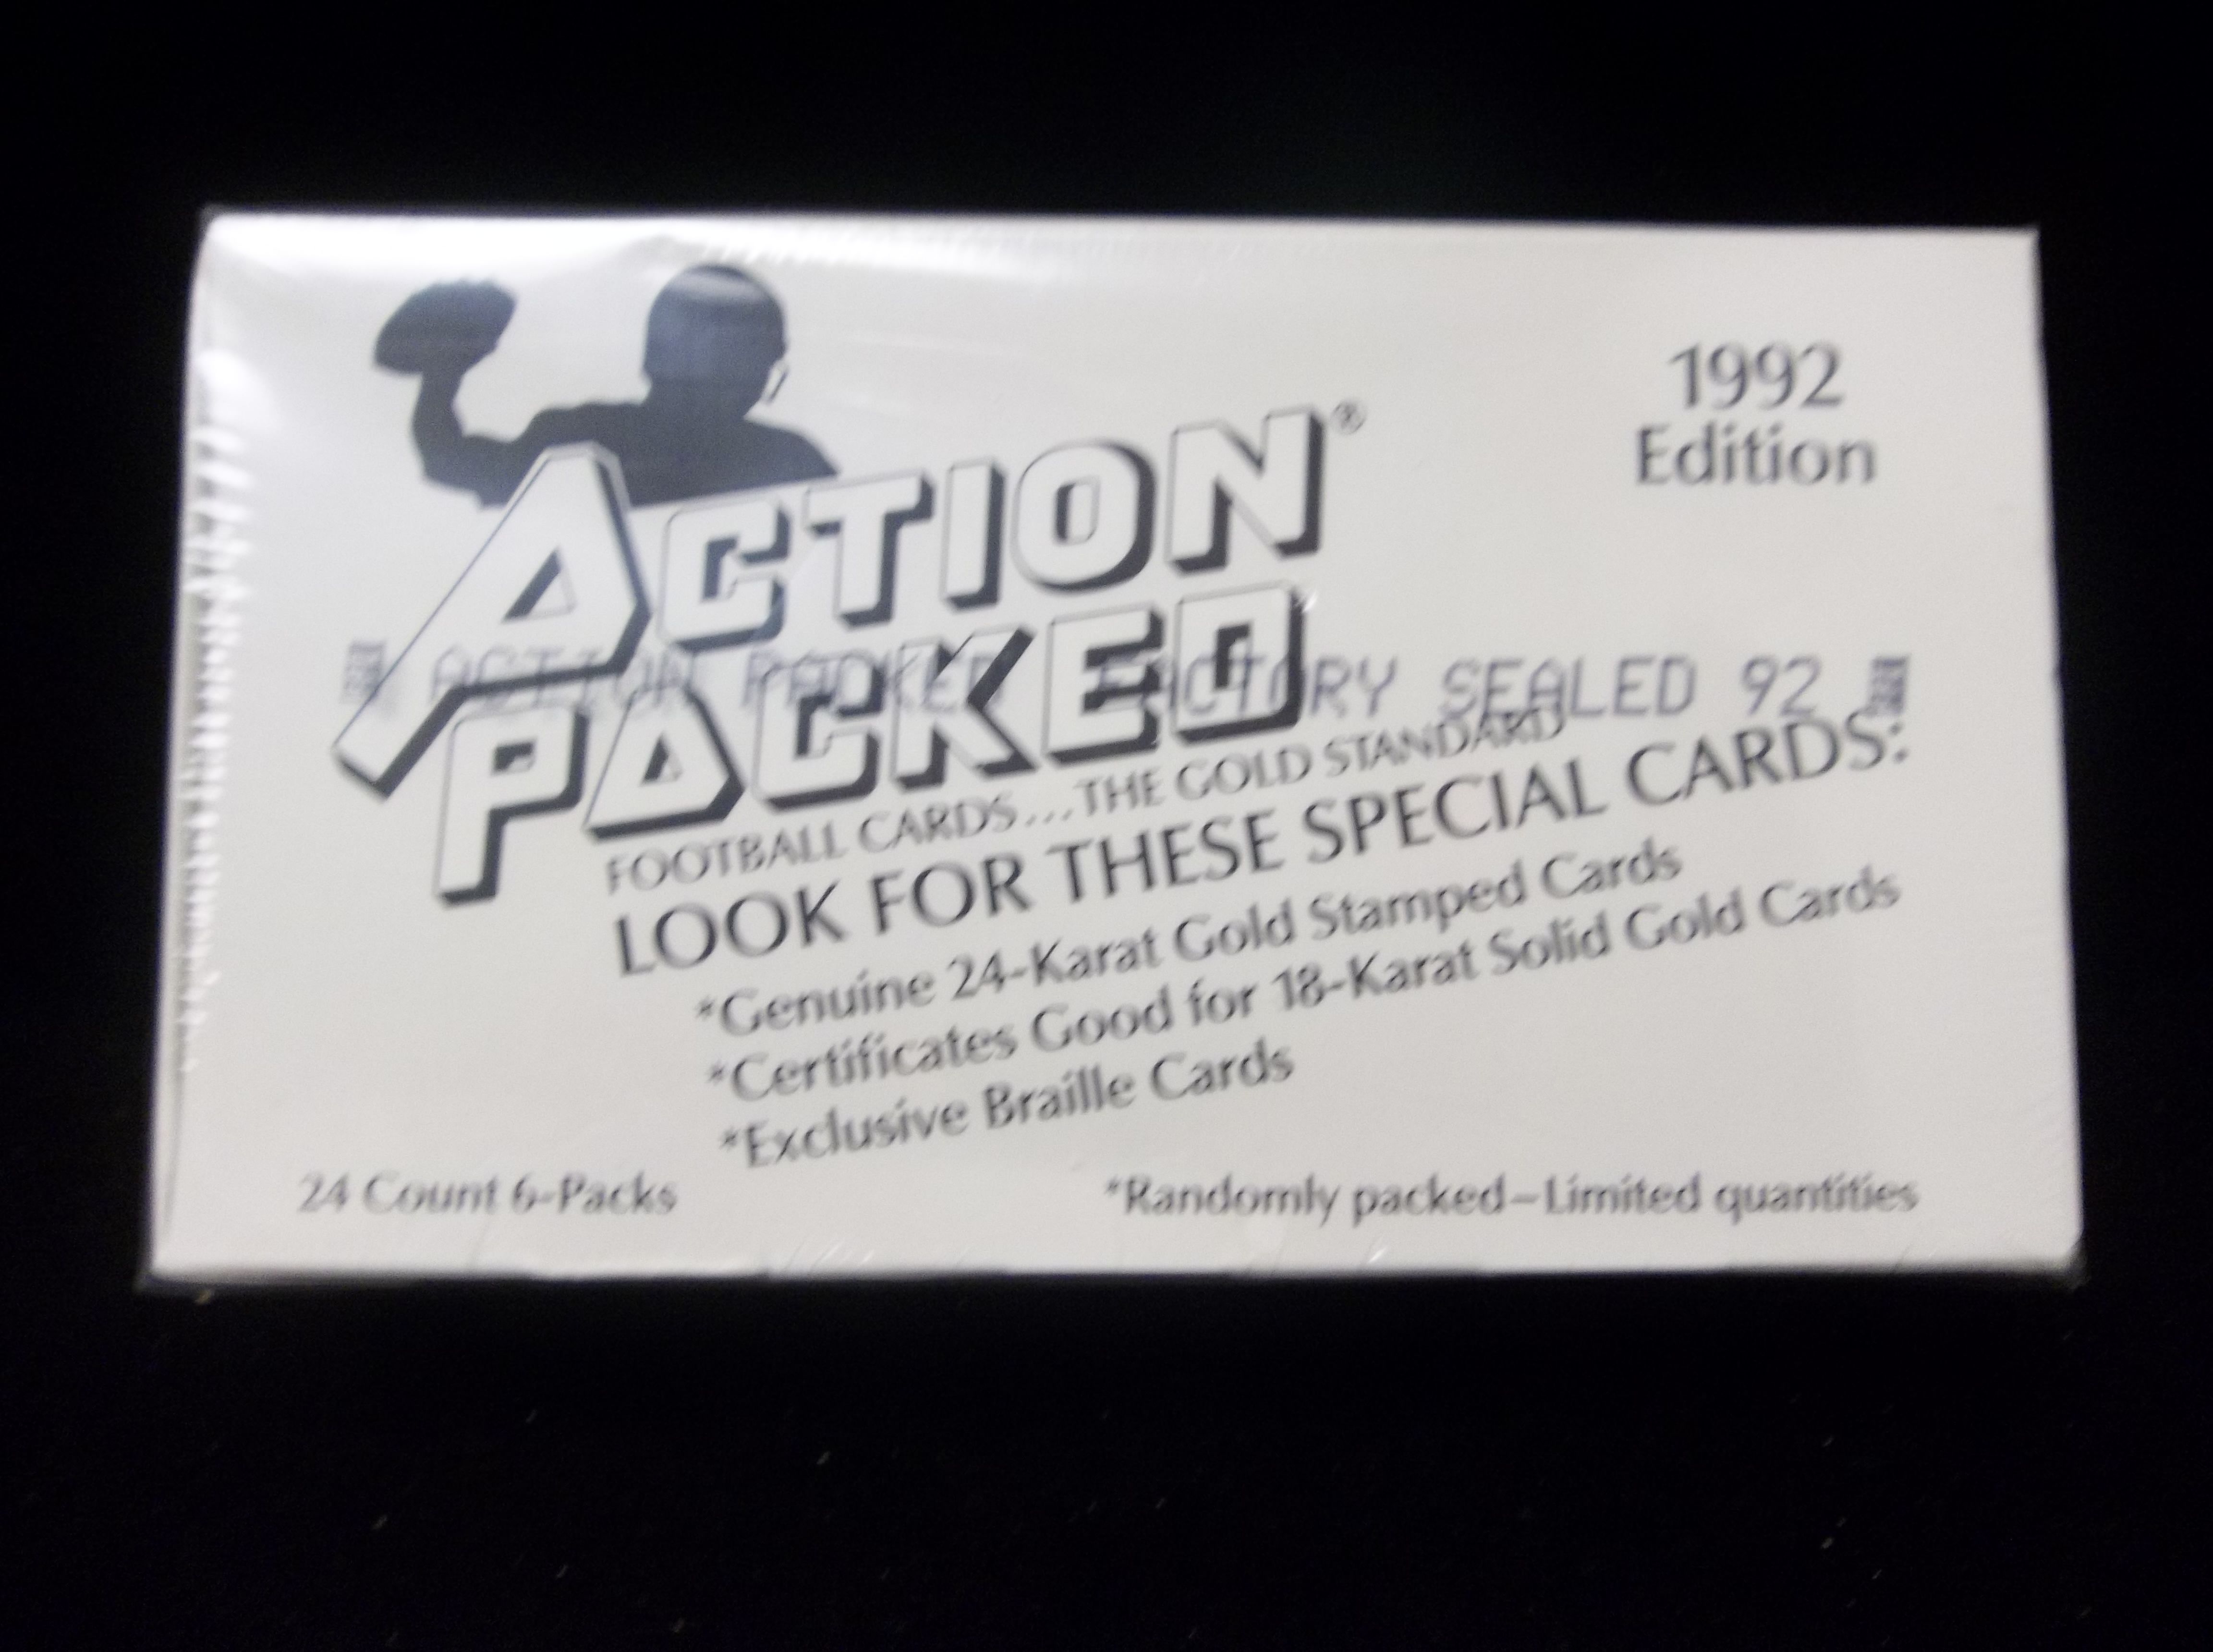 1992
Edition
ACTION®
PACKED
ACTION PACKED FACTORY SEALED 92
FOOTBALL CARDS...THE GOLD STANDARD
LOOK FOR THESE SPECIAL CARDS:
*Genuine 24-Karat Gold Stamped Cards
*Certificates Good for 18-Karat Solid Gold Cards
*Exclusive Braille Cards
24 Count 6-Packs
*Randomly packed–Limited quantities